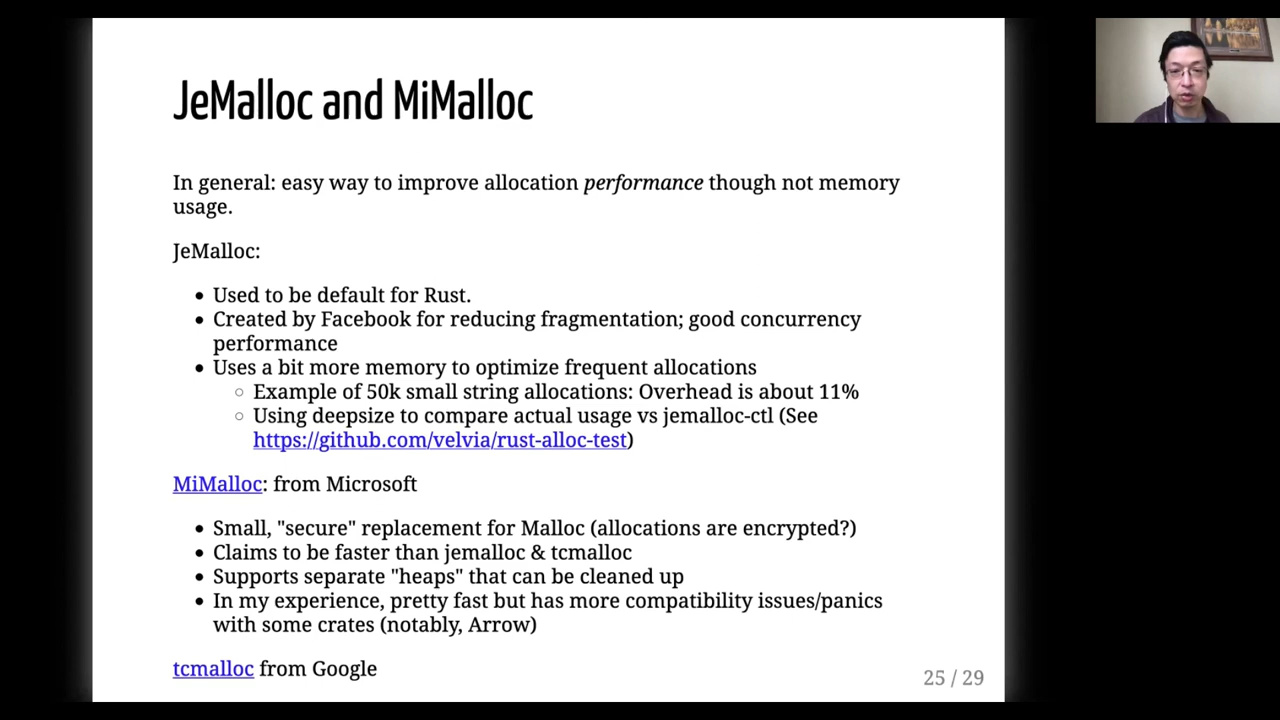 JeMalloc and MiMalloc
In general: easy way to improve allocation performance though not memory
usage.
JeMalloc:
• Used to be default for Rust.
• Created by Facebook for reducing fragmentation; good concurrency
performance
• Uses a bit more memory to optimize frequent allocations
◦ Example of 50k small string allocations: Overhead is about 11%
◦ Using deepsize to compare actual usage vs jemalloc-ctl (See
https://github.com/velvia/rust-alloc-test)
MiMalloc: from Microsoft
• Small, "secure" replacement for Malloc (allocations are encrypted?)
• Claims to be faster than jemalloc & tcmalloc
• Supports separate "heaps" that can be cleaned up
• In my experience, pretty fast but has more compatibility issues/panics
with some crates (notably, Arrow)
tcmalloc from Google
25 / 29